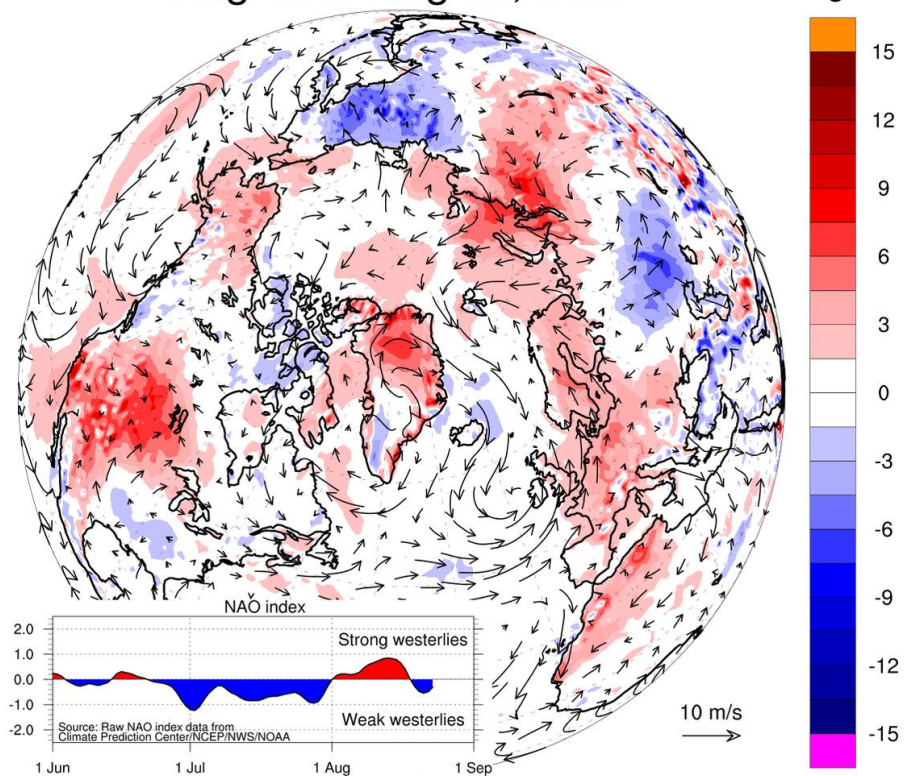 15
12
9
6
3
0
-3
-6
-9
-12
-15
NAO index
2.0
1.0
0.0
-1.0
-2.0
Strong westerlies
Weak westerlies
Source: Raw NAO index data from
Climate Prediction Center/NCEP/NWS/NOAA
1 Jun
1 Jul
1 Aug
1 Sep
10 m/s